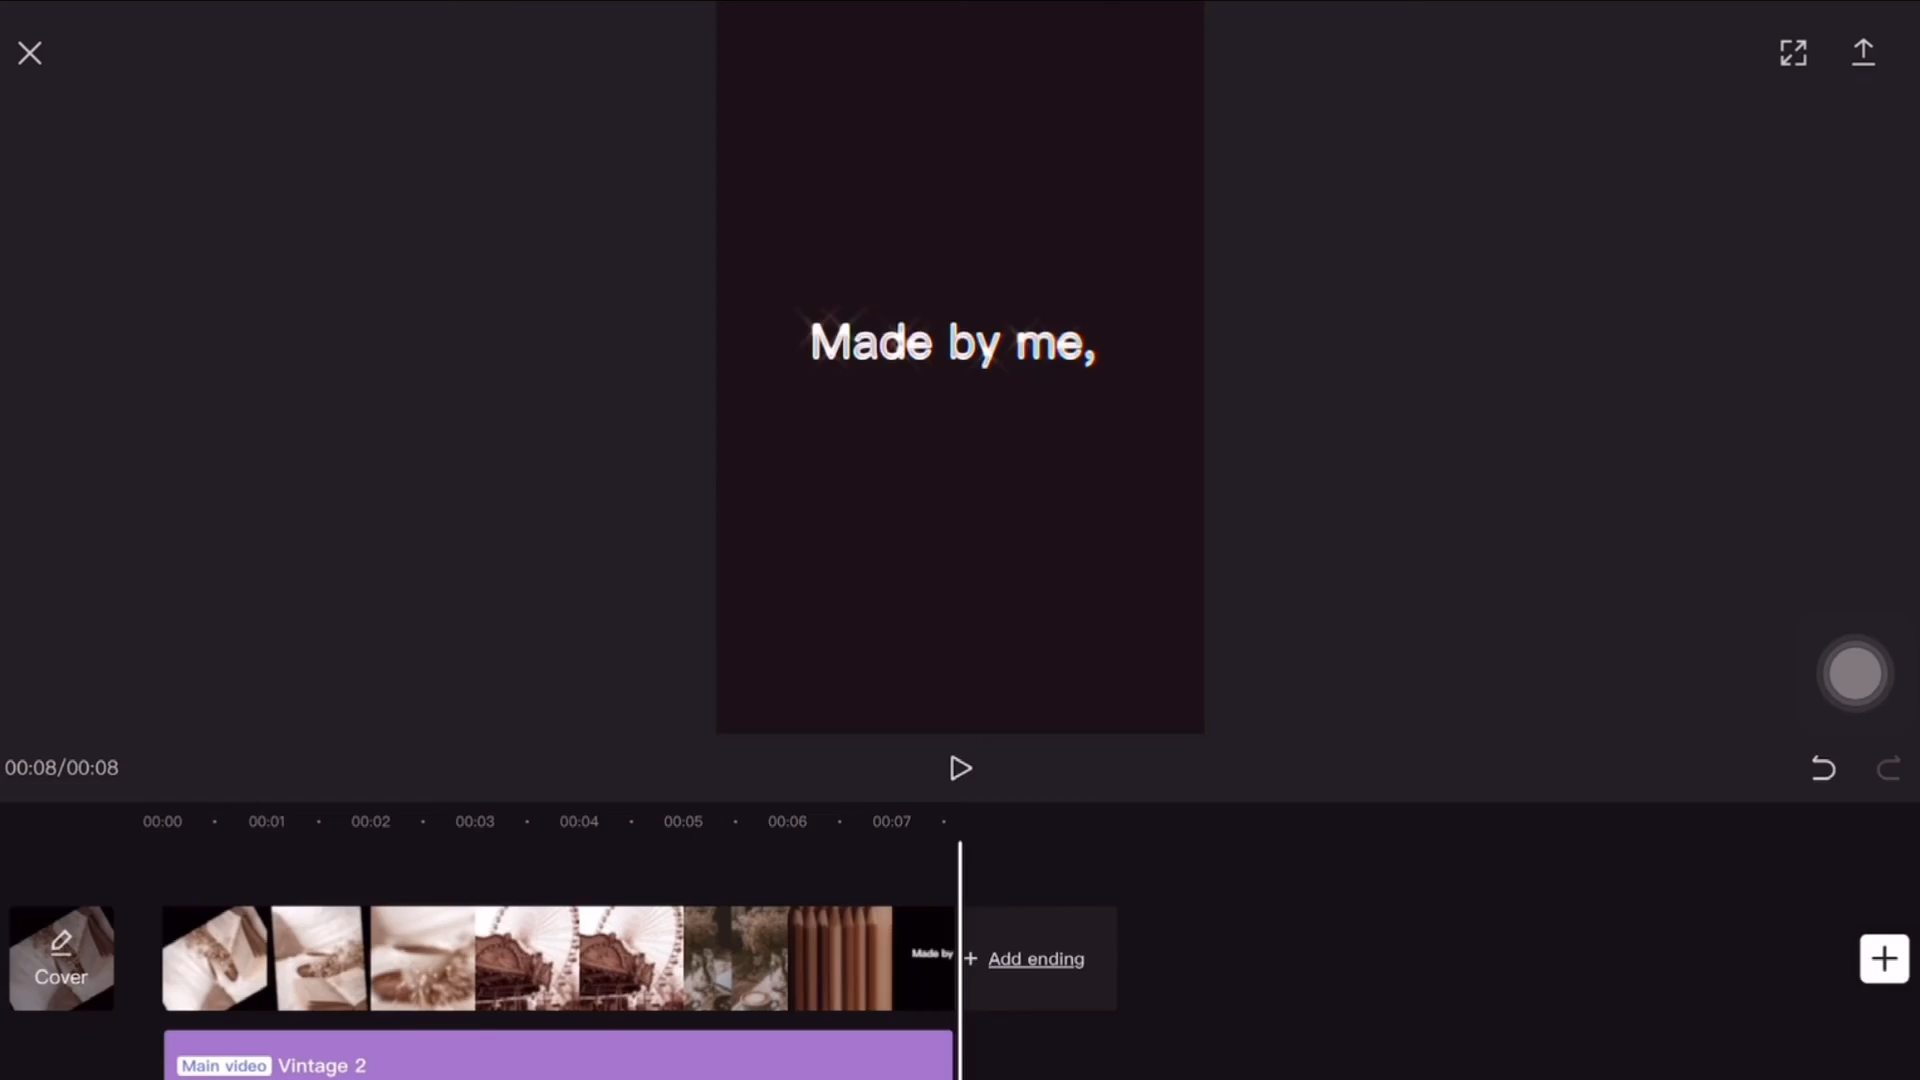 Made by me,
00:08/00:08
00:00 00:01 00:02 00:03 00:04 00:05 00:06 00:07
Cover
Made by
+ Add ending
Main video Vintage 2